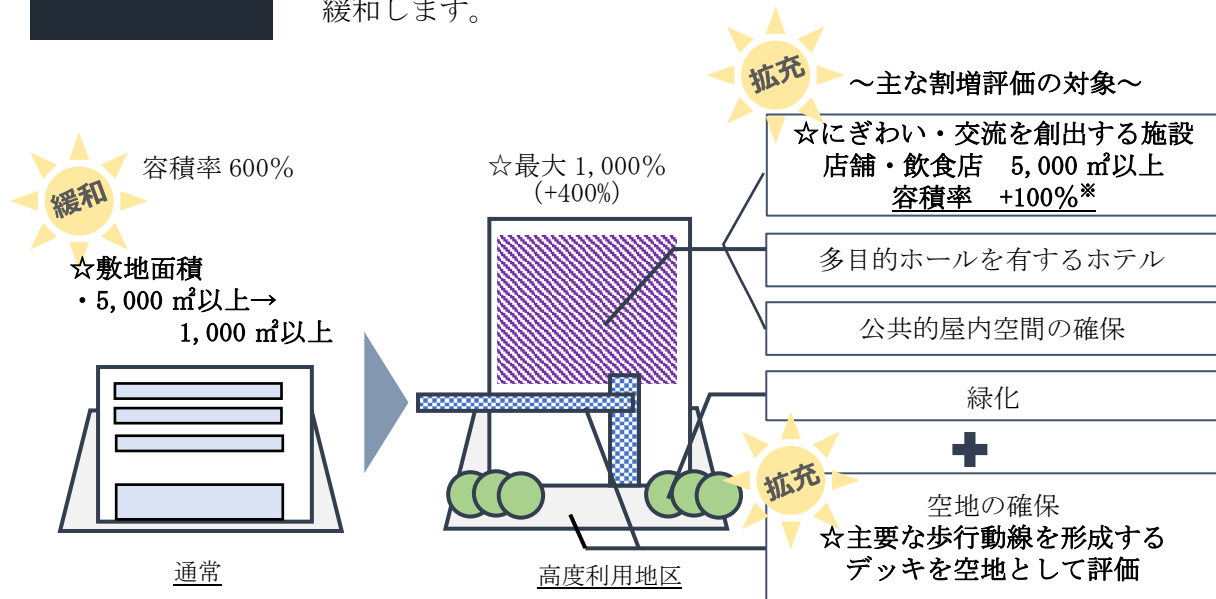 緩和します。
拡充
~主な割増評価の対象~
☆にぎわい・交流を創出する施設
店舗・飲食店　5,000 ㎡以上
容積率　+100%※
多目的ホールを有するホテル
公共的屋内空間の確保
緑化
拡充
空地の確保
☆主要な歩行動線を形成する
デッキを空地として評価
緩和
容積率 600%
☆敷地面積
・5,000 ㎡以上→
1,000 ㎡以上
通常
☆最大 1,000%
(+400%)
高度利用地区